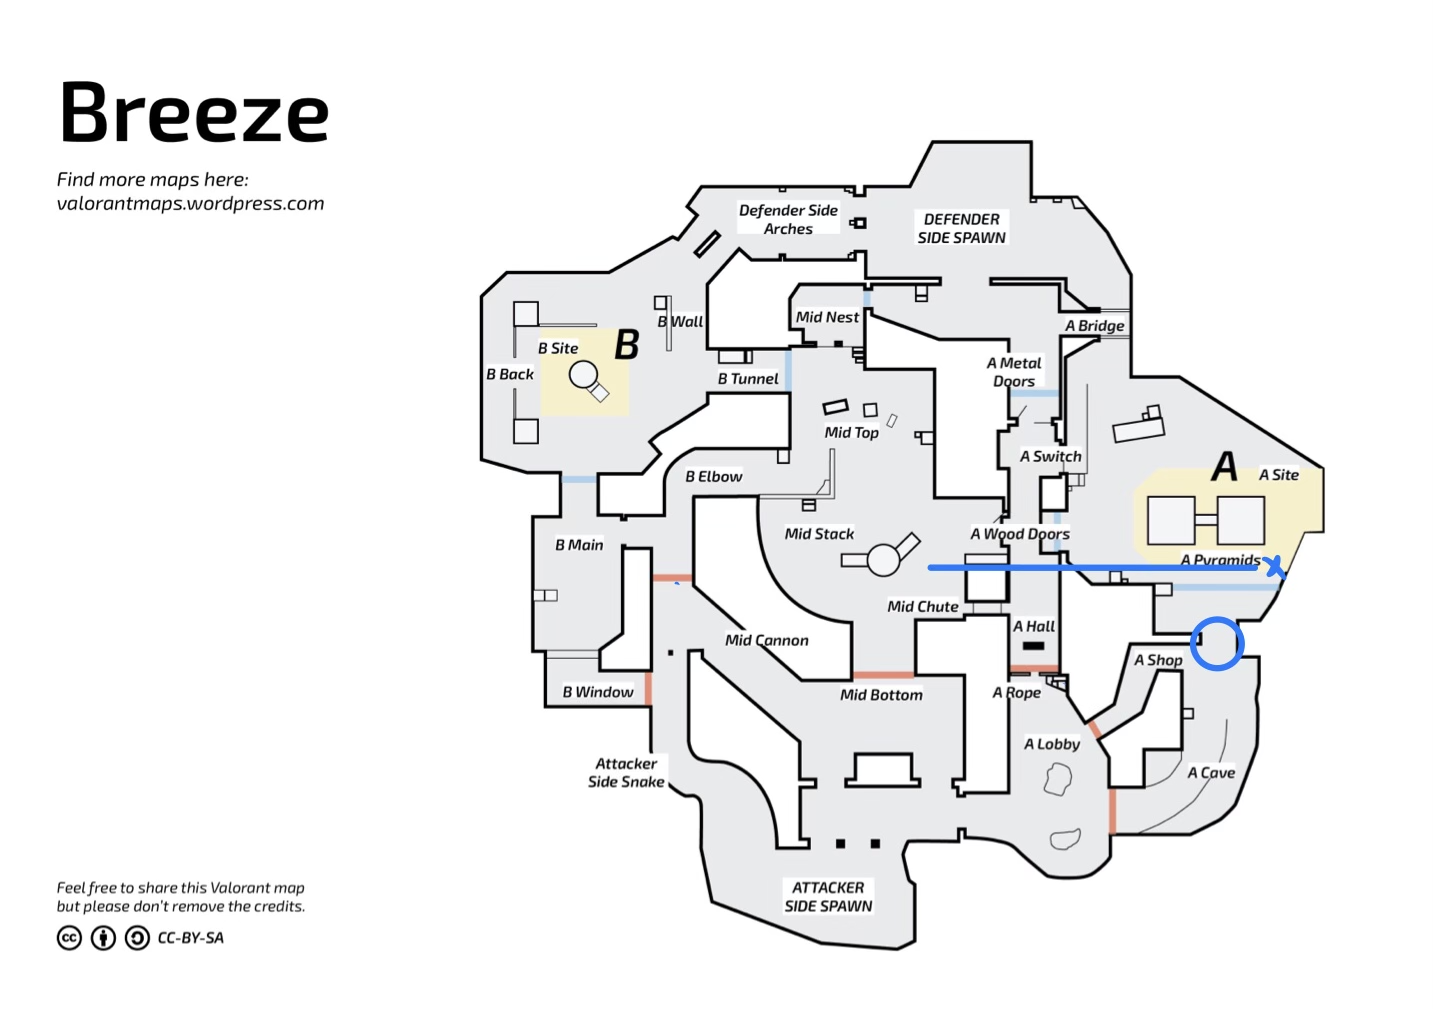 Breeze
Find more maps here:
valorantmaps.wordpress.com
Defender Side
Arches
DEFENDER
SIDE SPAWN
Mid Nest
B Wall
A Bridge
B
B Site
B Back
B Tunnel
A Metal
Doors
Mid Top
A Switch
A
A Site
B Elbow
Mid Stack
A Wood Doors
B Main
A Pyramids
Mid Chute
A Hall
Mid Cannon
A Shop
B Window
Mid Bottom
A Rope
A Lobby
Attacker
Side Snake
A Cave
ATTACKER
SIDE SPAWN
Feel free to share this Valorant map
but please don't remove the credits.
cc CC-BY-SA